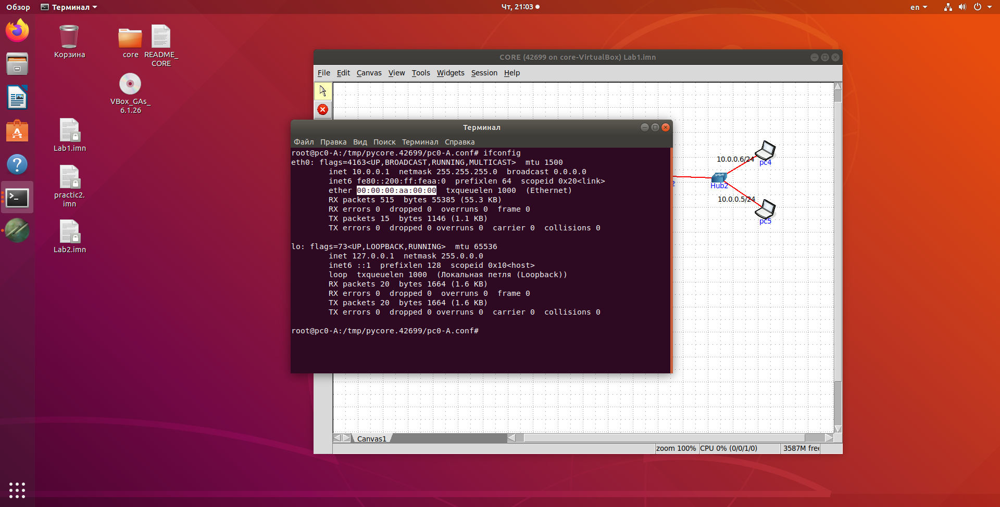 Обзор
Терминал
Чт, 21:03
en
Корзина
core
README_
CORE
VBox_GAs_
6.1.26
Lab1.imn
practic2.
imn
Lab2.imn
CORE (42699 on core-VirtualBox) Lab1.imn
File Edit Canvas View Tools Widgets Session Help
Терминал
Файл Правка Вид Поиск Терминал Справка
root@pc0-A:/tmp/pycore.42699/pc0-A.conf# ifconfig
eth0: flags=4163<UP,BROADCAST,RUNNING,MULTICAST>  mtu 1500
        inet 10.0.0.1  netmask 255.255.255.0  broadcast 0.0.0.0
        inet6 fe80::200:ff:feaa:0  prefixlen 64  scopeid 0x20<link>
        ether 00:00:00:aa:00:00  txqueuelen 1000  (Ethernet)
        RX packets 515  bytes 55385 (55.3 KB)
        RX errors 0  dropped 0  overruns 0  frame 0
        TX packets 15  bytes 1146 (1.1 KB)
        TX errors 0  dropped 0 overruns 0  carrier 0  collisions 0
lo: flags=73<UP,LOOPBACK,RUNNING>  mtu 65536
        inet 127.0.0.1  netmask 255.0.0.0
        inet6 ::1  prefixlen 128  scopeid 0x10<host>
        loop  txqueuelen 1000  (Локальная петля (Loopback))
        RX packets 20  bytes 1664 (1.6 KB)
        RX errors 0  dropped 0  overruns 0  frame 0
        TX packets 20  bytes 1664 (1.6 KB)
        TX errors 0  dropped 0 overruns 0  carrier 0  collisions 0
root@pc0-A:/tmp/pycore.42699/pc0-A.conf#
10.0.0.6/24
pc4
2
Hub2
10.0.0.5/24
pc5
Canvas1
zoom 100%
CPU 0% (0/0/1/0)
3587M free